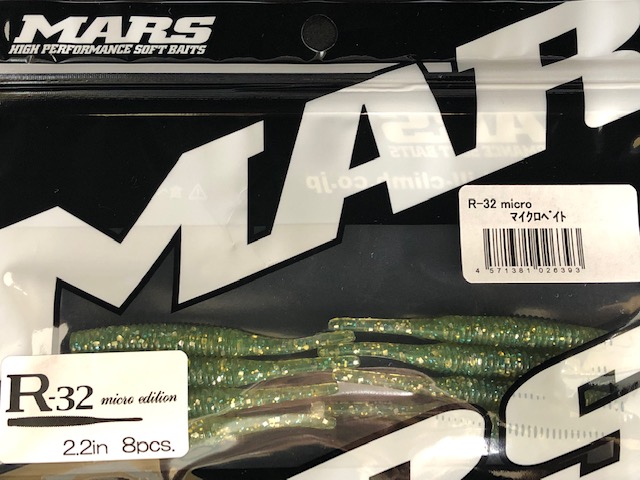 MARS
HIGH PERFORMANCE SOFT BAITS
MARS
R-32 micro
マイクロベイト
4 571381 026393
R-32 micro edition
2.2in 8pcs.